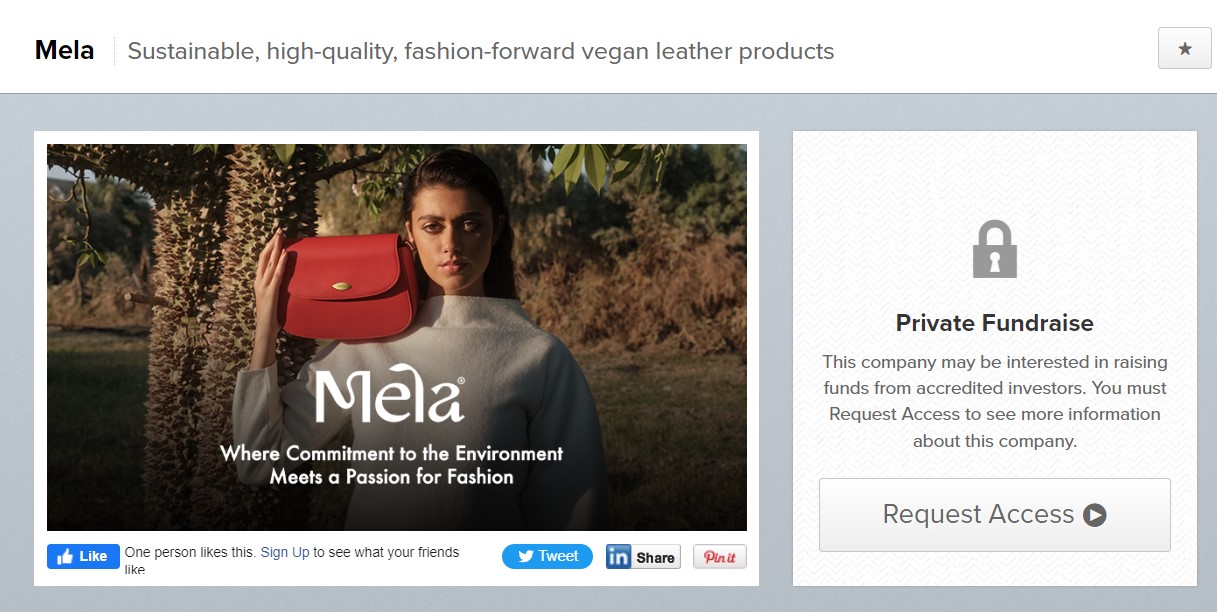 Mela
Sustainable, high-quality, fashion-forward vegan leather products
Mela®
Where Commitment to the Environment
Meets a Passion for Fashion
Like
One person likes this. Sign Up to see what your friends
like
Tweet
in Share
Pin it
Private Fundraise
This company may be interested in raising
funds from accredited investors. You must
Request Access to see more information
about this company.
Request Access